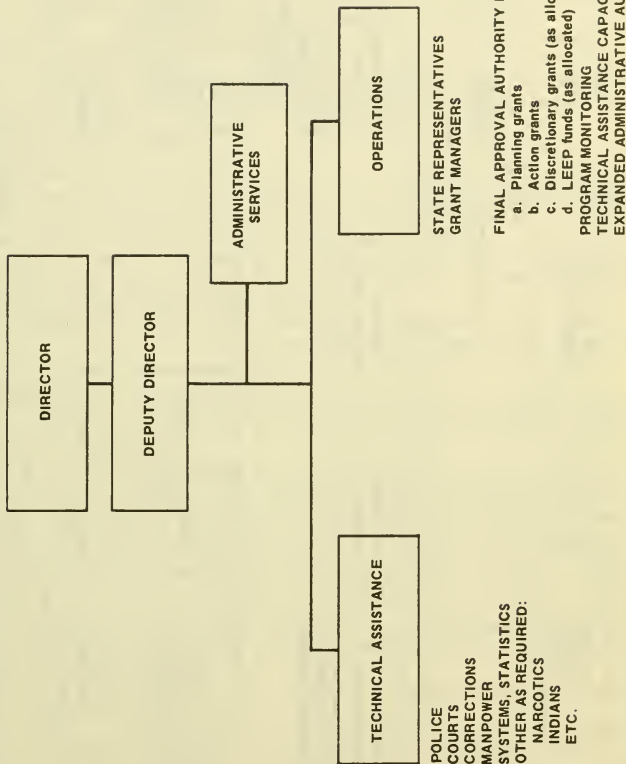 DIRECTOR
DEPUTY DIRECTOR
ADMINISTRATIVE
SERVICES
TECHNICAL ASSISTANCE
POLICE
COURTS
CORRECTIONS
MANPOWER
SYSTEMS, STATISTICS
OTHER AS REQUIRED:
NARCOTICS
INDIANS
ETC.
OPERATIONS
STATE REPRESENTATIVES
GRANT MANAGERS
FINAL APPROVAL AUTHORITY
a. Planning grants
b. Action grants
c. Discretionary grants (as
d. LEEP funds (as allocated)
PROGRAM MONITORING
TECHNICAL ASSISTANCE
EXPANDED ADMINISTRATIVE